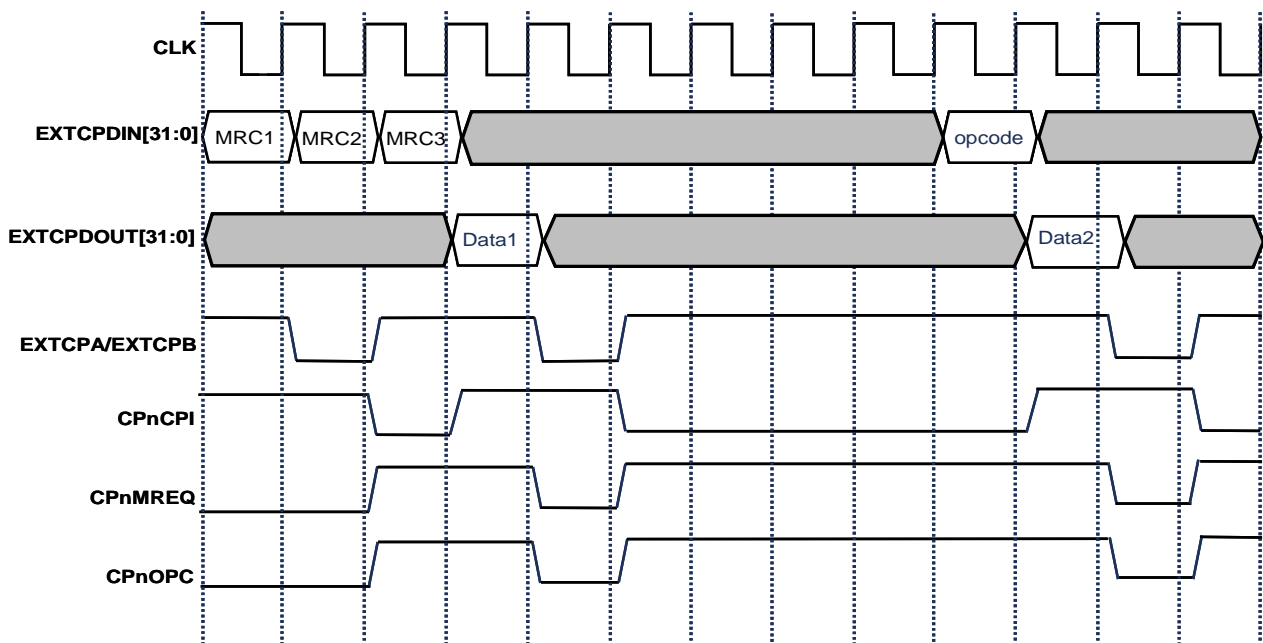 CLK
EXTCPDIN[31:0] MRC1 MRC2 MRC3 opcode
EXTCPDOUT[31:0] Data1 Data2
EXTCPA/EXTCPB
CPnCPI
CPnMREQ
CPnOPC